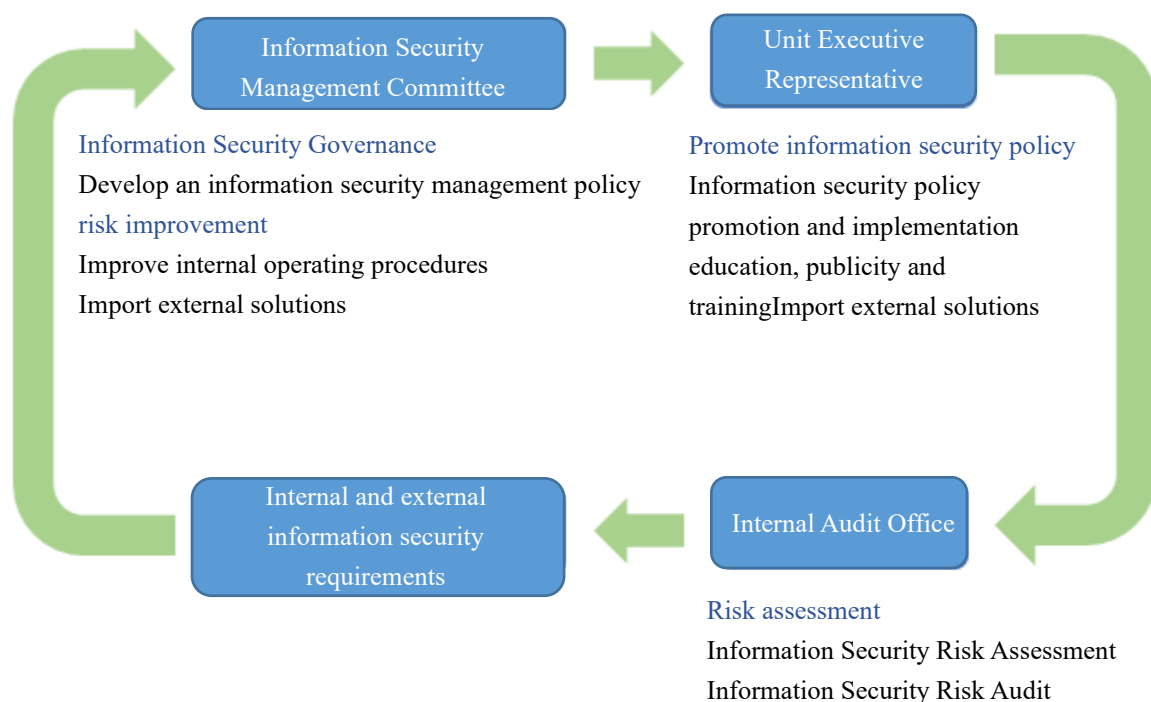 Information Security
Management Committee
Unit Executive
Representative
Information Security Governance
Develop an information security management policy
risk improvement
Improve internal operating procedures
Import external solutions
Promote information security policy
Information security policy
promotion and implementation
education, publicity and
trainingImport external solutions
Internal and external
information security
requirements
Internal Audit Office
Risk assessment
Information Security Risk Assessment
Information Security Risk Audit